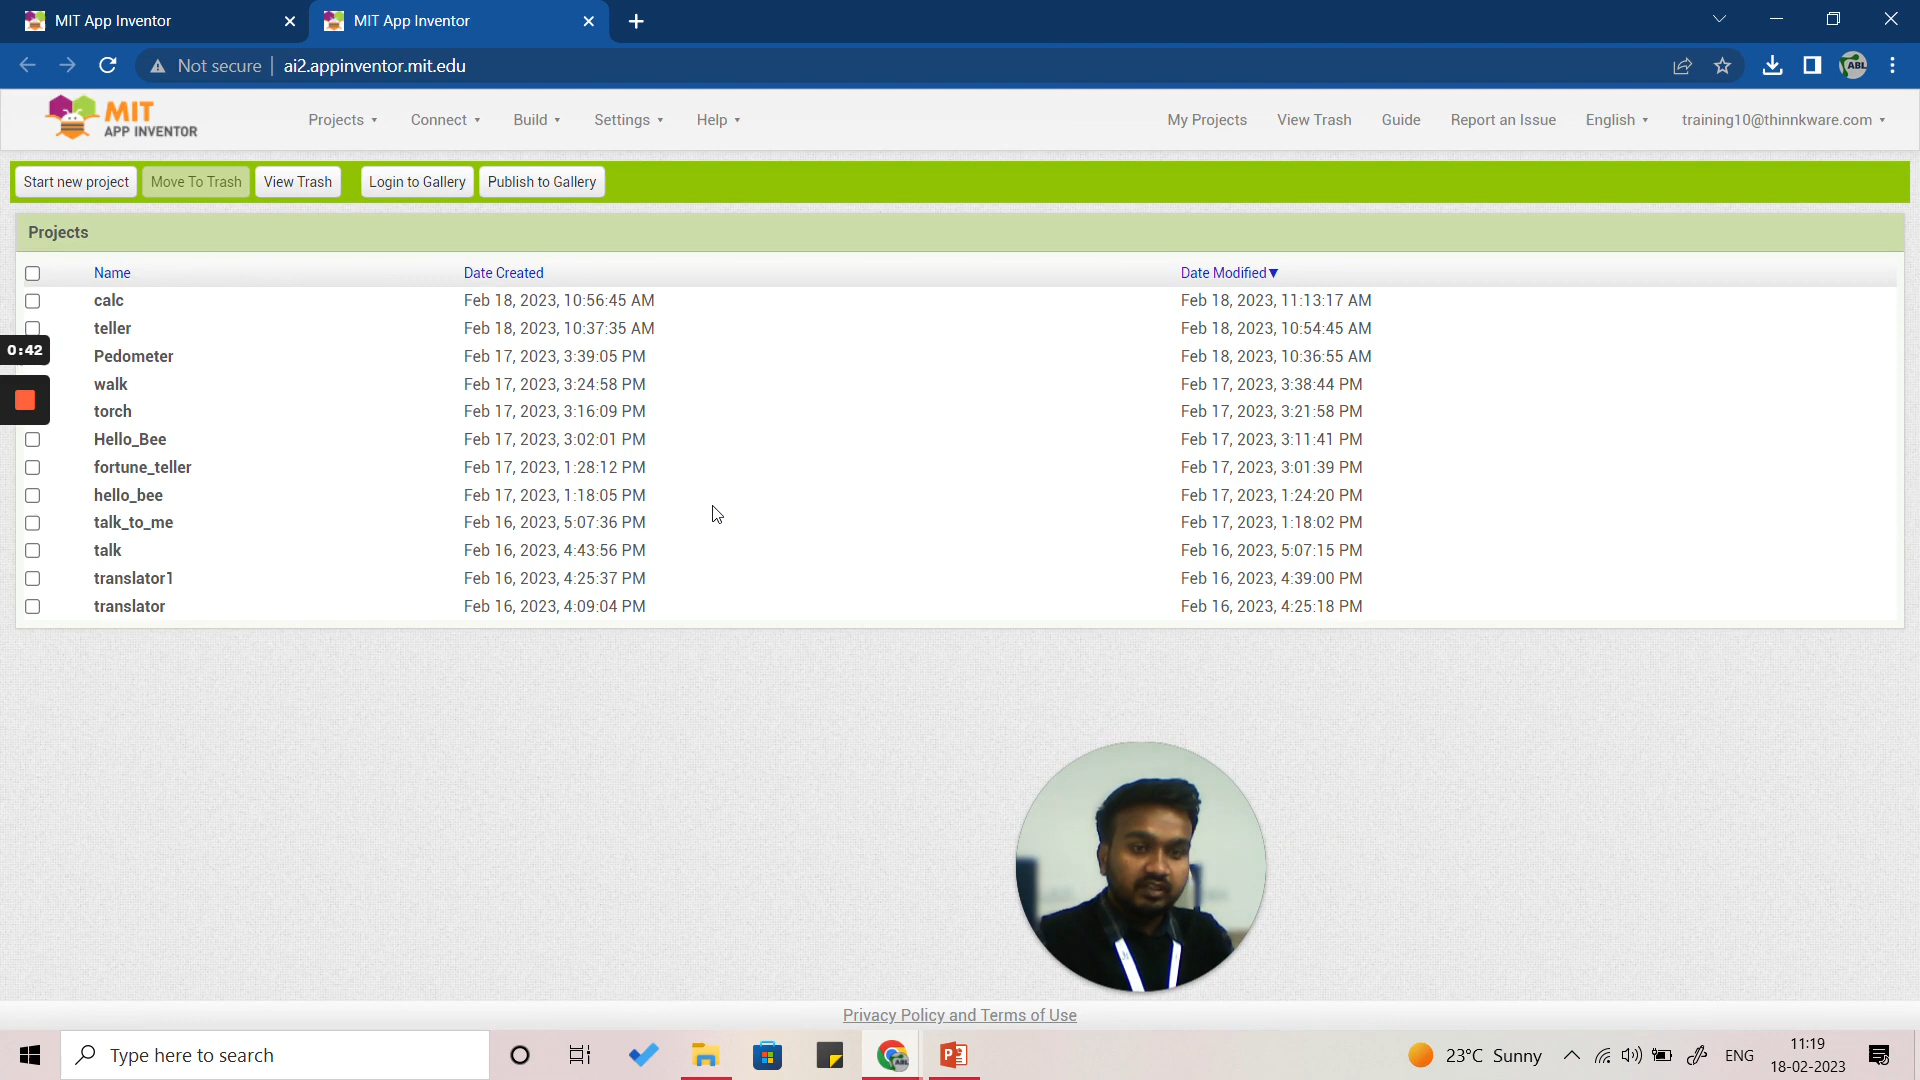 MIT App Inventor
MIT App Inventor
Not secure
ai2.appinventor.mit.edu
MIT
APP INVENTOR
Projects
Connect
Build
Settings
Help
My Projects
View Trash
Guide
Report an Issue
English
training10@thinnkware.com
Start new project
Move To Trash
View Trash
Login to Gallery
Publish to Gallery
Projects
Name Date Created Date Modified▼
calc Feb 18, 2023, 10:56:45 AM Feb 18, 2023, 11:13:17 AM
teller Feb 18, 2023, 10:37:35 AM Feb 18, 2023, 10:54:45 AM
0:42
Pedometer Feb 17, 2023, 3:39:05 PM Feb 18, 2023, 10:36:55 AM
walk Feb 17, 2023, 3:24:58 PM Feb 17, 2023, 3:38:44 PM
torch Feb 17, 2023, 3:16:09 PM Feb 17, 2023, 3:21:58 PM
Hello_Bee Feb 17, 2023, 3:02:01 PM Feb 17, 2023, 3:11:41 PM
fortune_teller Feb 17, 2023, 1:28:12 PM Feb 17, 2023, 3:01:39 PM
hello_bee Feb 17, 2023, 1:18:05 PM Feb 17, 2023, 1:24:20 PM
talk_to_me Feb 16, 2023, 5:07:36 PM Feb 17, 2023, 1:18:02 PM
talk Feb 16, 2023, 4:43:56 PM Feb 16, 2023, 5:07:15 PM
translator1 Feb 16, 2023, 4:25:37 PM Feb 16, 2023, 4:39:00 PM
translator Feb 16, 2023, 4:09:04 PM Feb 16, 2023, 4:25:18 PM
Privacy Policy and Terms of Use
Type here to search
23°C Sunny
ENG
11:19
18-02-2023